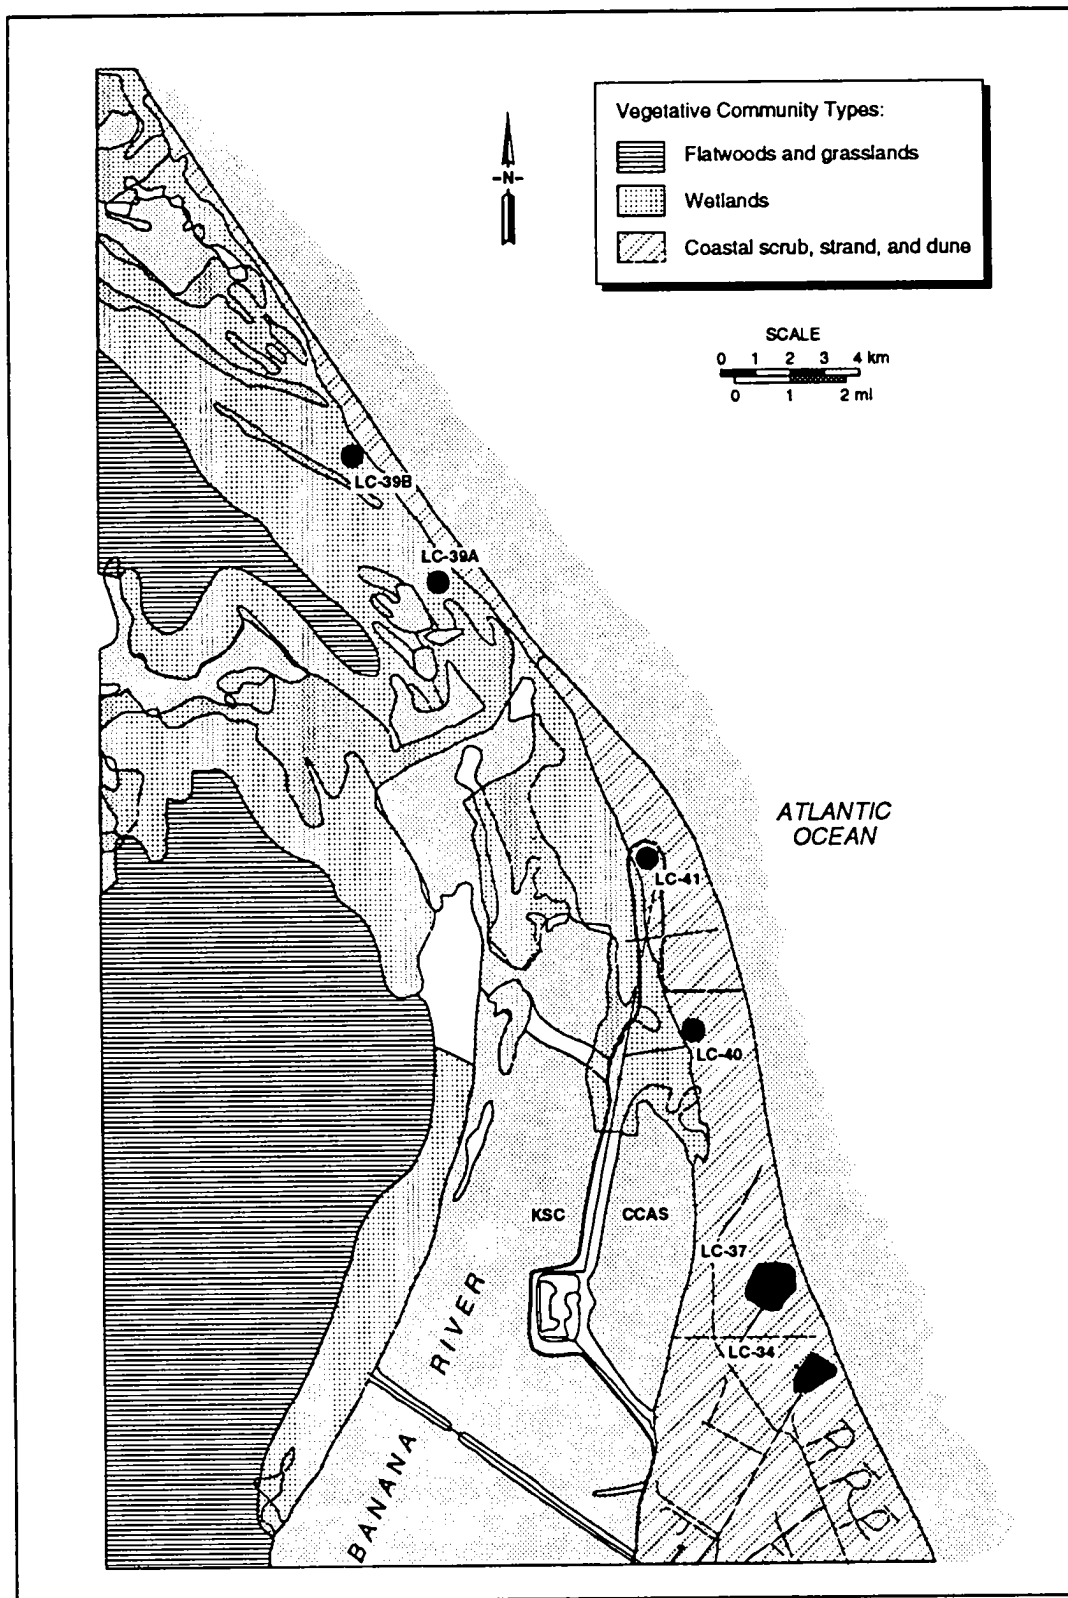 Vegetative Community Types:
Flatwoods and grasslands
Wetlands
Coastal scrub, strand, and dune
-N-
SCALE
0 1 2 3 4 km
0 1 2 mi
LC-39B
LC-39A
ATLANTIC
OCEAN
LC-41
LC-40
KSC
CCAS
LC-37
LC-34
BANANA RIVER